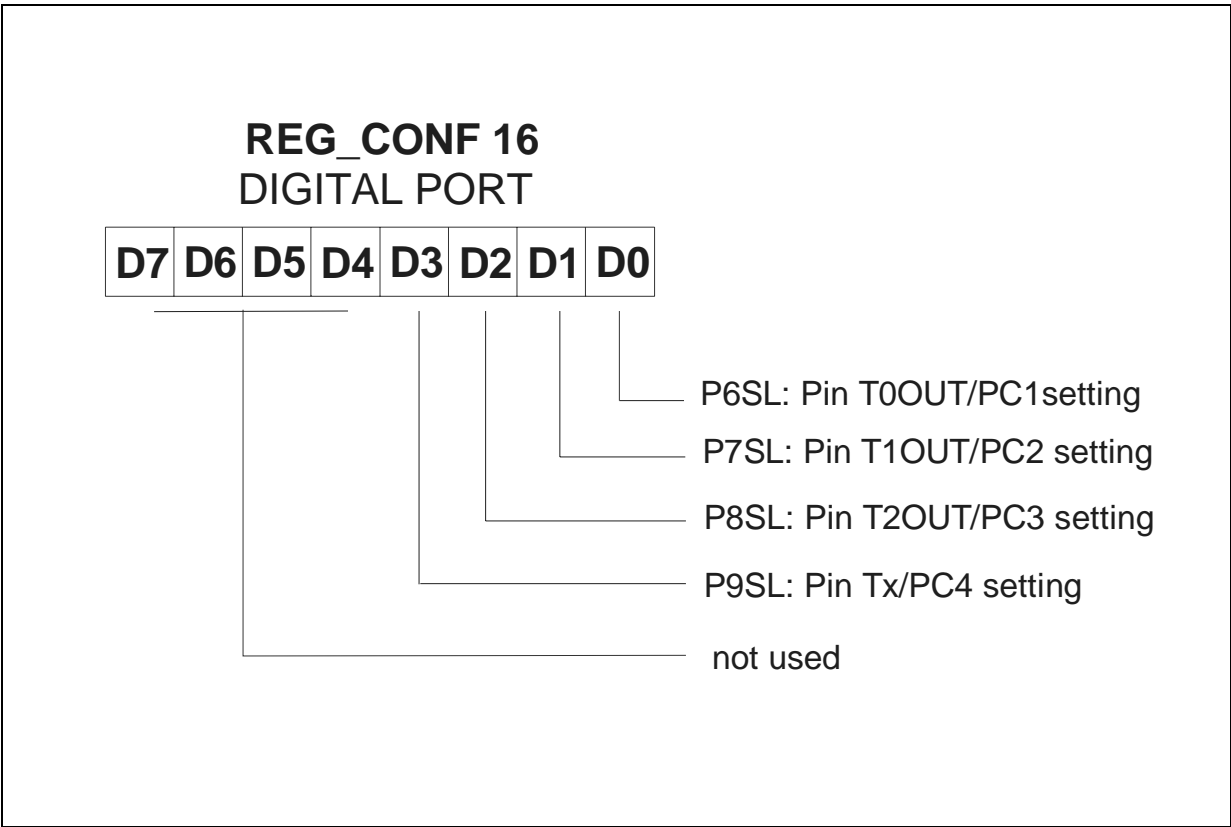 REG_CONF 16
DIGITAL PORT
D7 D6 D5 D4 D3 D2 D1 D0
P6SL: Pin T0OUT/PC1setting
P7SL: Pin T1OUT/PC2 setting
P8SL: Pin T2OUT/PC3 setting
P9SL: Pin Tx/PC4 setting
not used